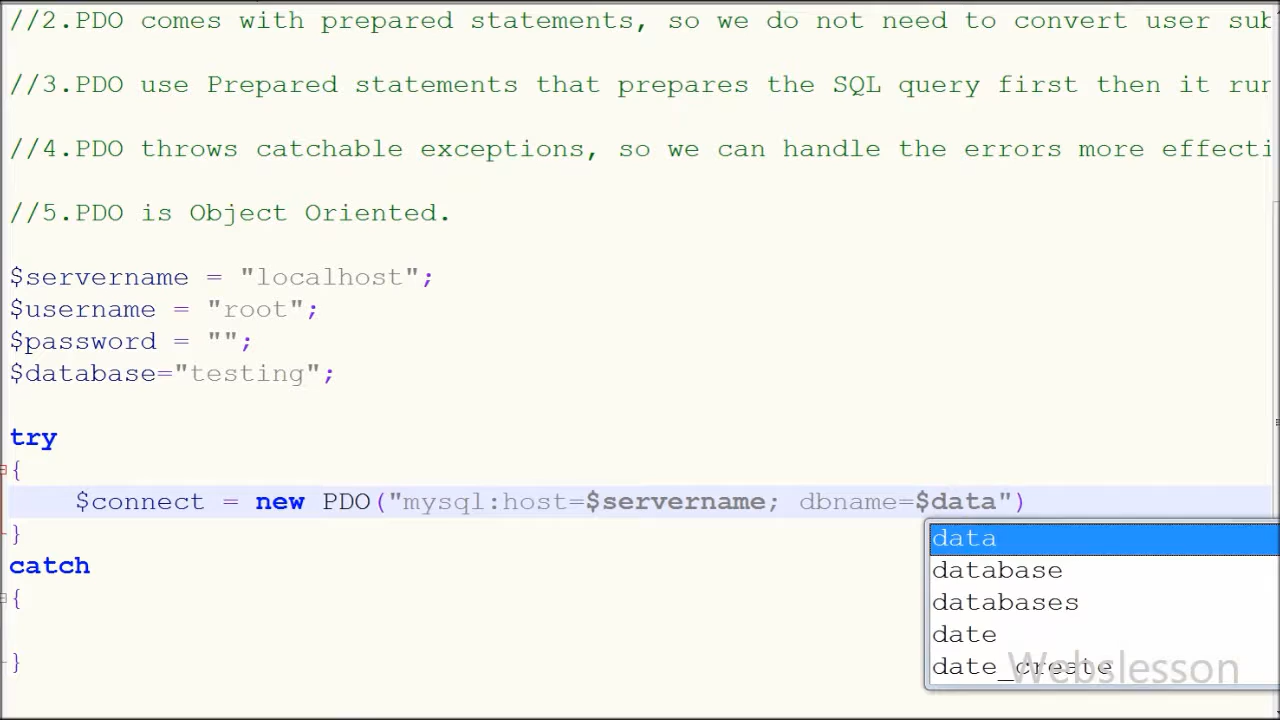 //2.PDO comes with prepared statements, so we do not need to convert user sub
//3.PDO use Prepared statements that prepares the SQL query first then it run
//4.PDO throws catchable exceptions, so we can handle the errors more effecti
//5.PDO is Object Oriented.
$servername = "localhost";
$username = "root";
$password = "";
$database="testing";
try
{
$connect = new PDO("mysql:host=$servername; dbname=$data")
}
catch
{
}
data
database
databases
date
date_create
Webslesson